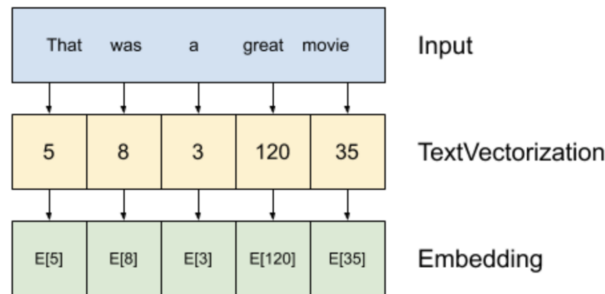 That was a great movie Input
5 8 3 120 35 TextVectorization
E[5] E[8] E[3] E[120] E[35] Embedding